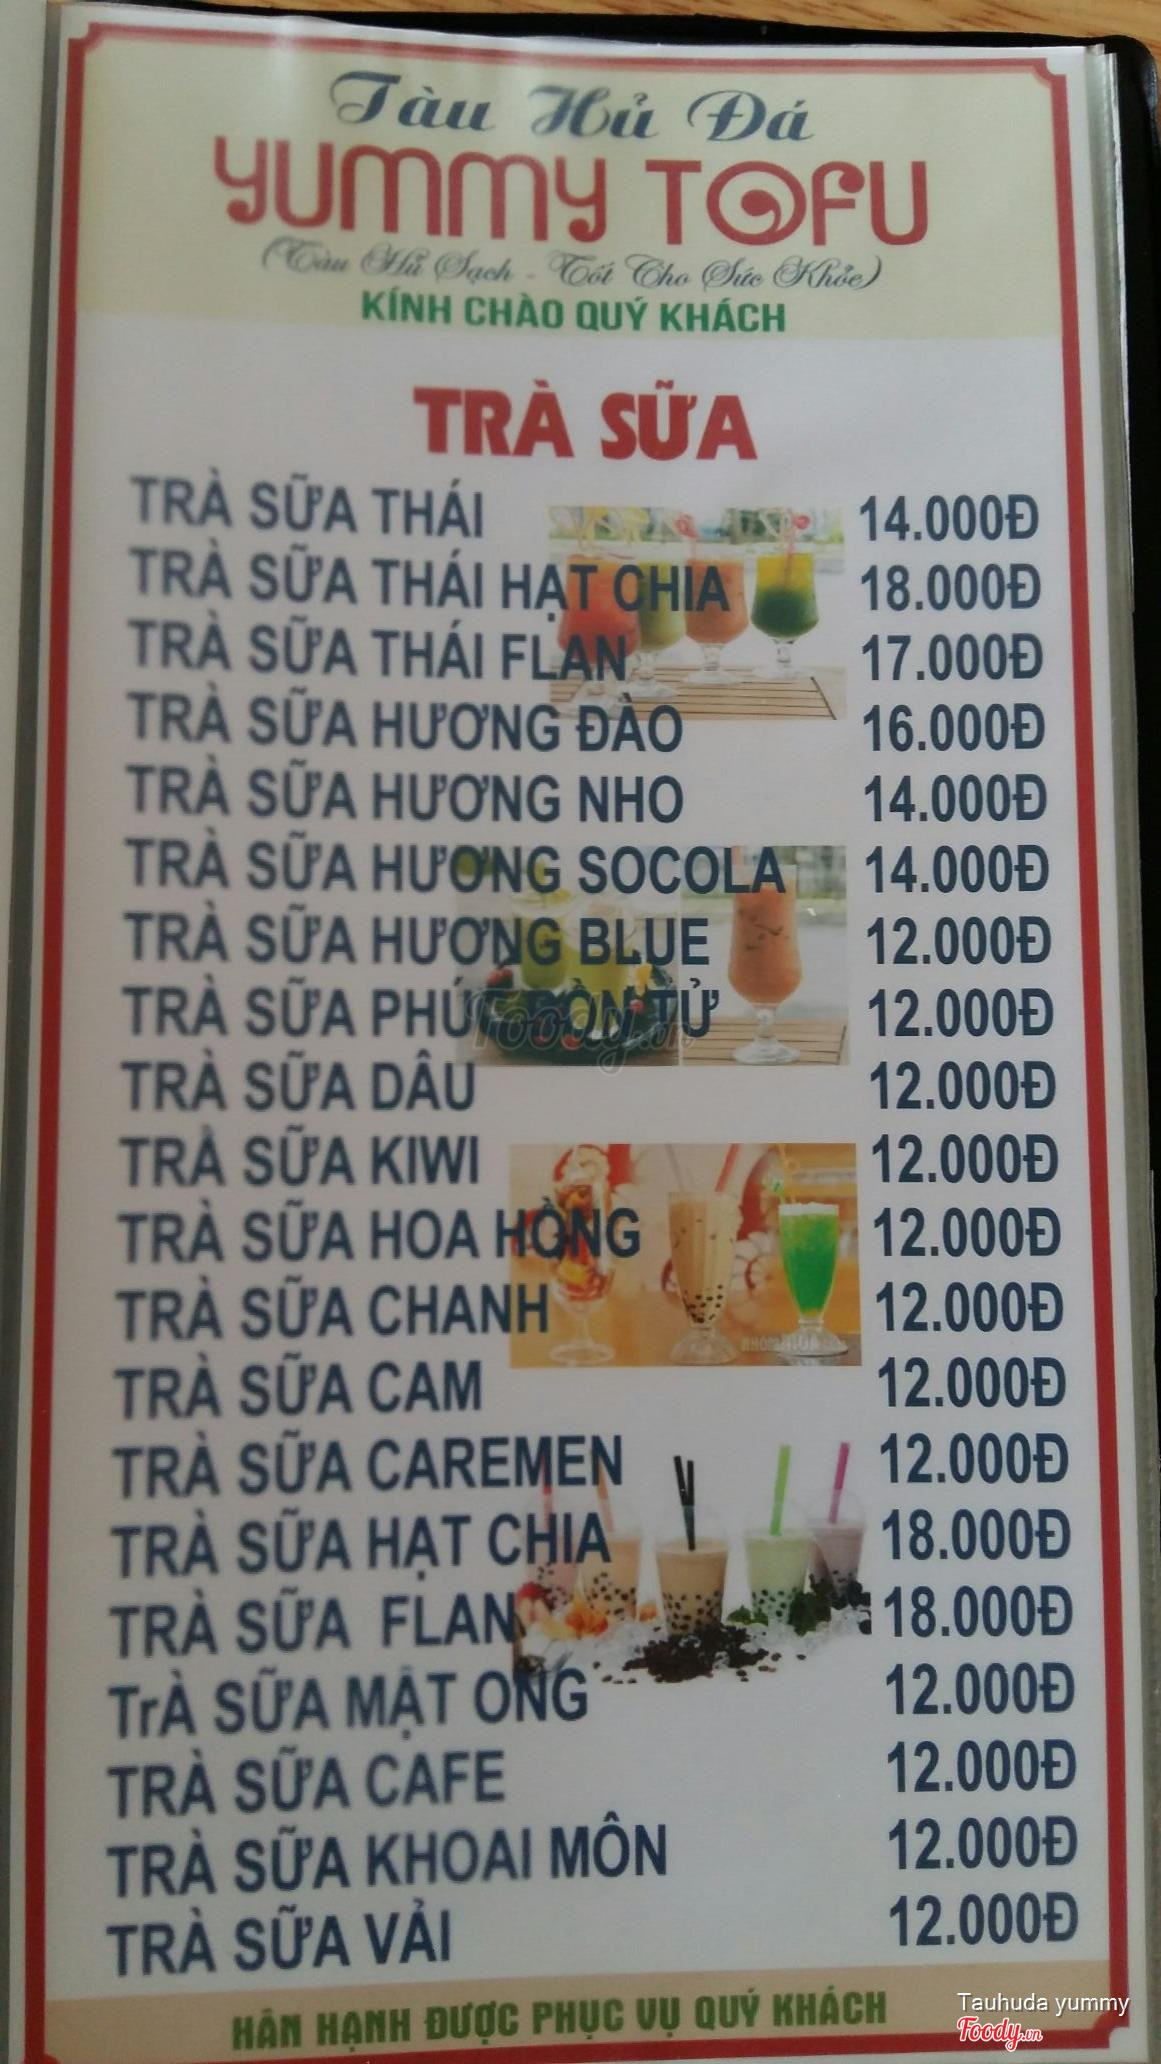 Tàu Hủ Đá
YUMMY TOFU
(Tàu Hủ Sạch - Tốt Cho Sức Khỏe)
KÍNH CHÀO QUÝ KHÁCH
TRÀ SỮA
TRÀ SỮA THÁI 14.000Đ
TRÀ SỮA THÁI HẠT CHIA 18.000Đ
TRÀ SỮA THÁI FLAN 17.000Đ
TRÀ SỮA HƯƠNG ĐÀO 16.000Đ
TRÀ SỮA HƯƠNG NHO 14.000Đ
TRÀ SỮA HƯƠNG SOCOLA 14.000Đ
TRÀ SỮA HƯƠNG BLUE 12.000Đ
TRÀ SỮA PHÚT BỒN TỬ 12.000Đ
Foody.vn
TRÀ SỮA DÂU 12.000Đ
TRÀ SỮA KIWI 12.000Đ
TRÀ SỮA HOA HỒNG 12.000Đ
TRÀ SỮA CHANH 12.000Đ
TRÀ SỮA CAM 12.000Đ
TRÀ SỮA CAREMEN 12.000Đ
TRÀ SỮA HẠT CHIA 18.000Đ
TRÀ SỮA FLAN 18.000Đ
TrÀ SỮA MẬT ONG 12.000Đ
TRÀ SỮA CAFE 12.000Đ
TRÀ SỮA KHOAI MÔN 12.000Đ
TRÀ SỮA VẢI 12.000Đ
HÂN HẠNH ĐƯỢC PHỤC VỤ QUÝ KHÁCH
Tauhuda yummy
Foody.vn